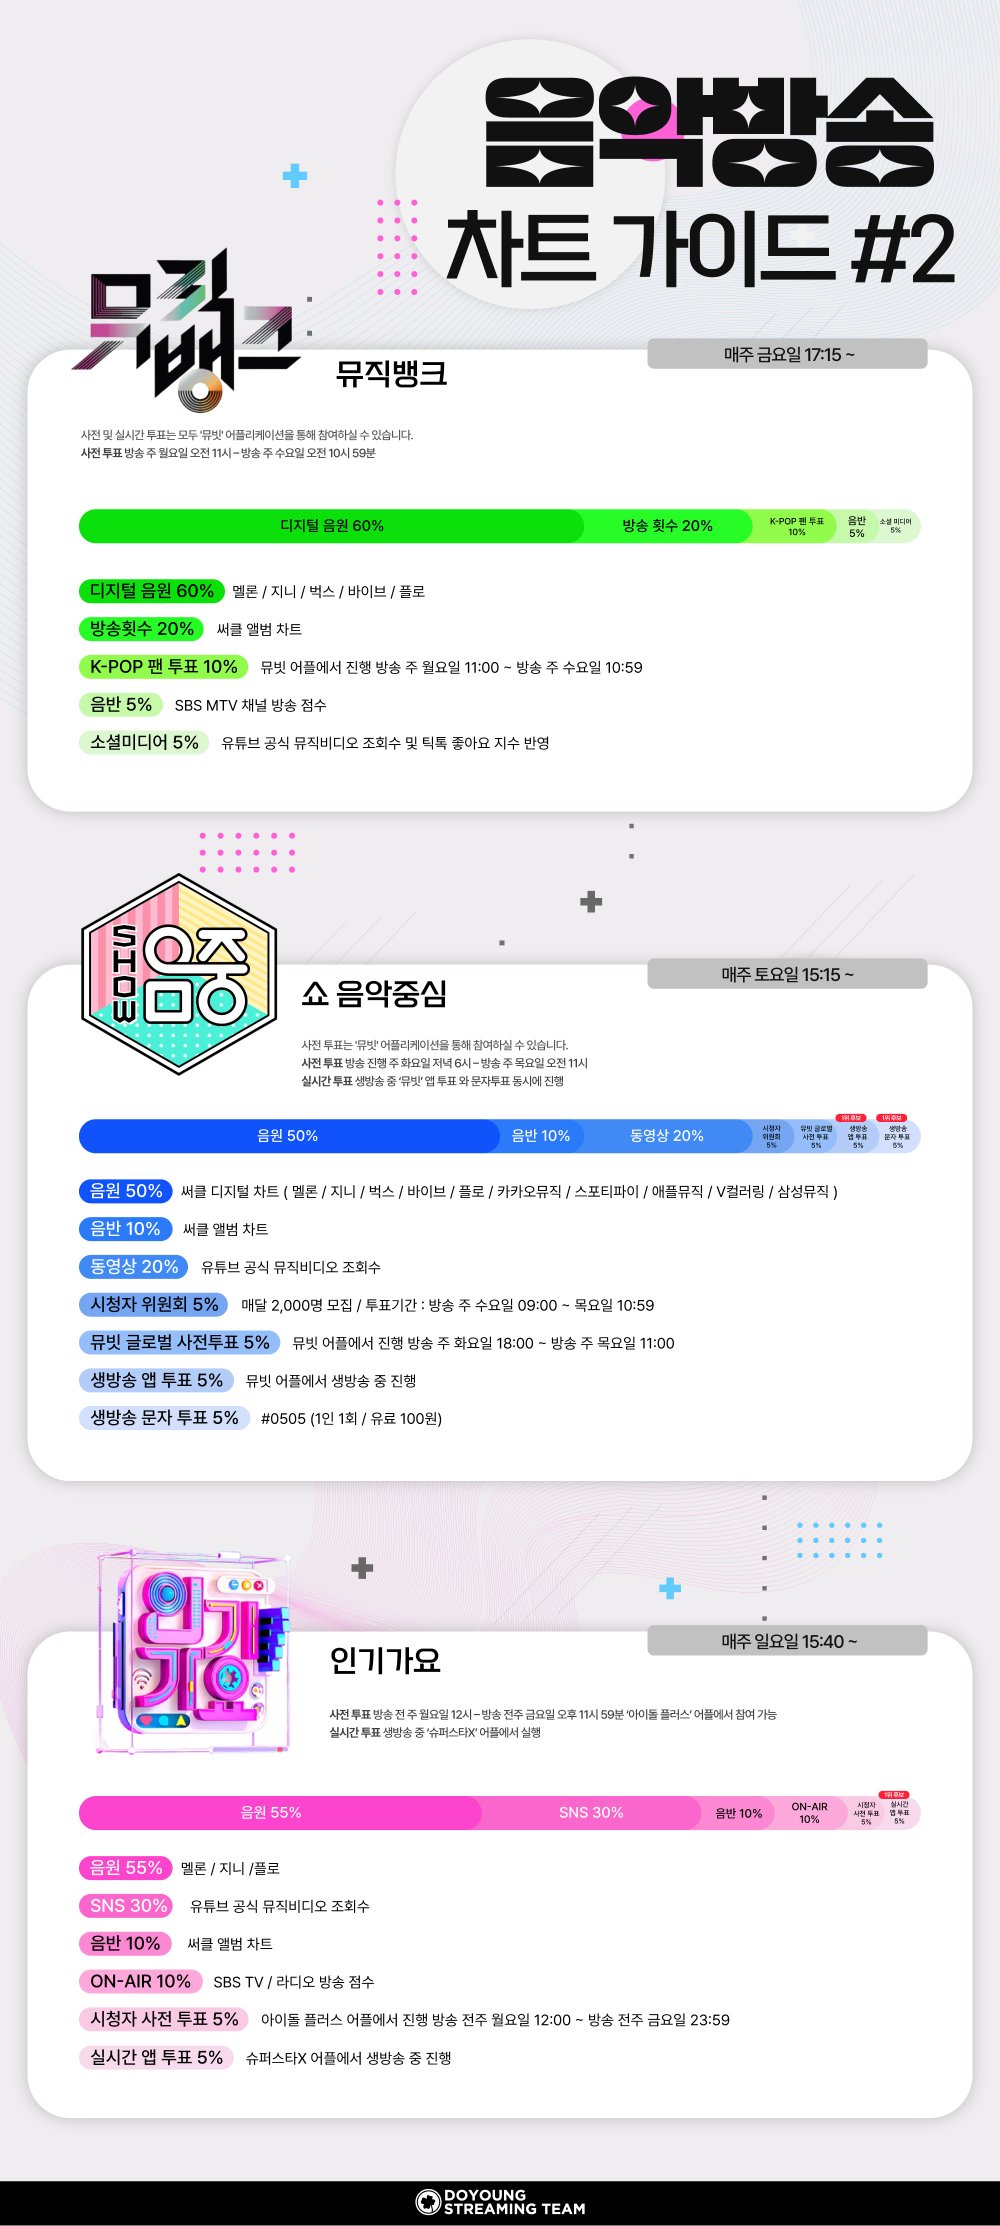 음악방송
차트 가이드 #2
뮤직뱅크
뮤직뱅크
매주 금요일 17:15 ~
사전 및 실시간 투표는 모두 '뮤빗' 어플리케이션을 통해 참여하실 수 있습니다.
사전 투표 방송 주 월요일 오전 11시 – 방송 주 수요일 오전 10시 59분
디지털 음원 60%
방송 횟수 20%
K-POP 팬 투표
10%
음반
5%
소셜 미디어
5%
디지털 음원 60% 멜론 / 지니 / 벅스 / 바이브 / 플로
방송횟수 20% 써클 앨범 차트
K-POP 팬 투표 10% 뮤빗 어플에서 진행 방송 주 월요일 11:00 ~ 방송 주 수요일 10:59
음반 5% SBS MTV 채널 방송 점수
소셜미디어 5% 유튜브 공식 뮤직비디오 조회수 및 틱톡 좋아요 지수 반영
SHOW
음중
쇼 음악중심
매주 토요일 15:15 ~
사전 투표는 '뮤빗' 어플리케이션을 통해 참여하실 수 있습니다.
사전 투표 방송 진행 주 화요일 저녁 6시 – 방송 주 목요일 오전 11시
실시간 투표 생방송 중 '뮤빗' 앱 투표 와 문자투표 동시에 진행
음원 50%
음반 10%
동영상 20%
시청자
위원회
5%
뮤빗 글로벌
사전 투표
5%
1위 후보
생방송
앱 투표
5%
1위 후보
생방송
문자 투표
5%
음원 50% 써클 디지털 차트 ( 멜론 / 지니 / 벅스 / 바이브 / 플로 / 카카오뮤직 / 스포티파이 / 애플뮤직 / V컬러링 / 삼성뮤직 )
음반 10% 써클 앨범 차트
동영상 20% 유튜브 공식 뮤직비디오 조회수
시청자 위원회 5% 매달 2,000명 모집 / 투표기간 : 방송 주 수요일 09:00 ~ 목요일 10:59
뮤빗 글로벌 사전투표 5% 뮤빗 어플에서 진행 방송 주 화요일 18:00 ~ 방송 주 목요일 11:00
생방송 앱 투표 5% 뮤빗 어플에서 생방송 중 진행
생방송 문자 투표 5% #0505 (1인 1회 / 유료 100원)
인기가요
인기가요
매주 일요일 15:40 ~
사전 투표 방송 전 주 월요일 12시 – 방송 전주 금요일 오후 11시 59분 '아이돌 플러스' 어플에서 참여 가능
실시간 투표 생방송 중 '슈퍼스타X' 어플에서 실행
음원 55%
SNS 30%
음반 10%
ON-AIR
10%
시청자
사전 투표
5%
1위 후보
실시간
앱 투표
5%
음원 55% 멜론 / 지니 /플로
SNS 30% 유튜브 공식 뮤직비디오 조회수
음반 10% 써클 앨범 차트
ON-AIR 10% SBS TV / 라디오 방송 점수
시청자 사전 투표 5% 아이돌 플러스 어플에서 진행 방송 전주 월요일 12:00 ~ 방송 전주 금요일 23:59
실시간 앱 투표 5% 슈퍼스타X 어플에서 생방송 중 진행
DOYOUNG
STREAMING TEAM